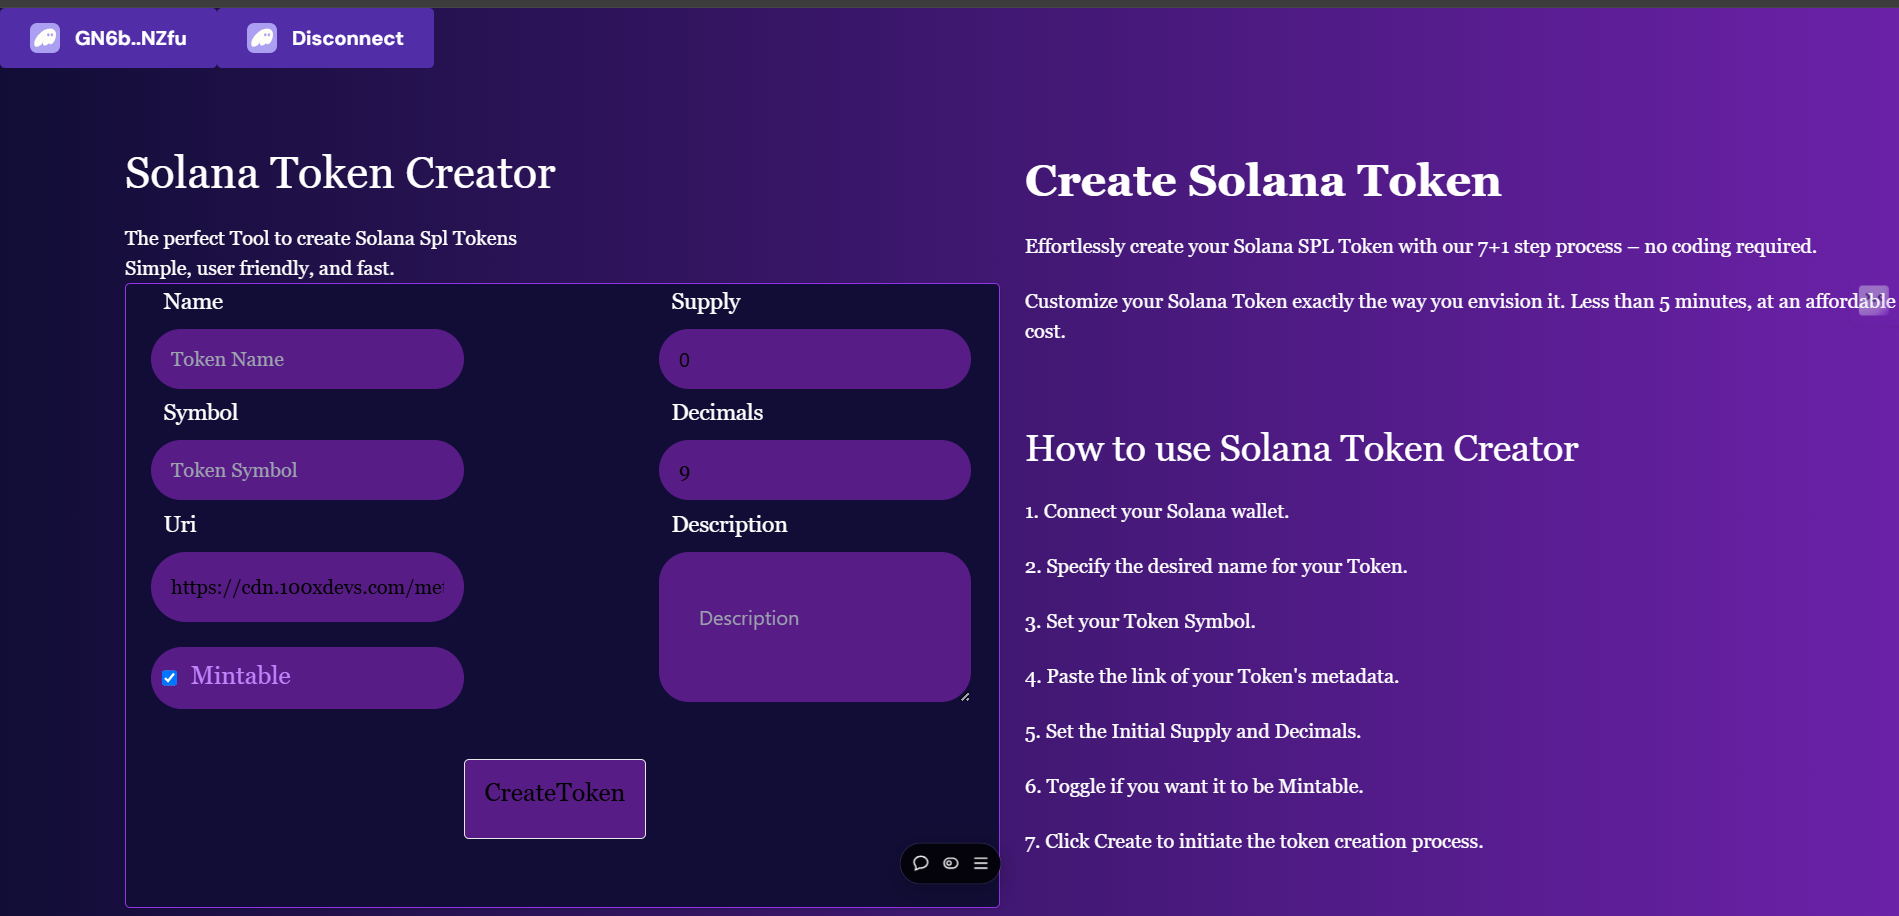 GN6b..NZfu
Disconnect
Solana Token Creator
The perfect Tool to create Solana Spl Tokens
Simple, user friendly, and fast.
Name
Token Name
Symbol
Token Symbol
Uri
https://cdn.100xdevs.com/met
Mintable
Supply
0
Decimals
9
Description
Description
CreateToken
Create Solana Token
Effortlessly create your Solana SPL Token with our 7+1 step process – no coding required.
Customize your Solana Token exactly the way you envision it. Less than 5 minutes, at an affordable
cost.
How to use Solana Token Creator
1. Connect your Solana wallet.
2. Specify the desired name for your Token.
3. Set your Token Symbol.
4. Paste the link of your Token's metadata.
5. Set the Initial Supply and Decimals.
6. Toggle if you want it to be Mintable.
7. Click Create to initiate the token creation process.